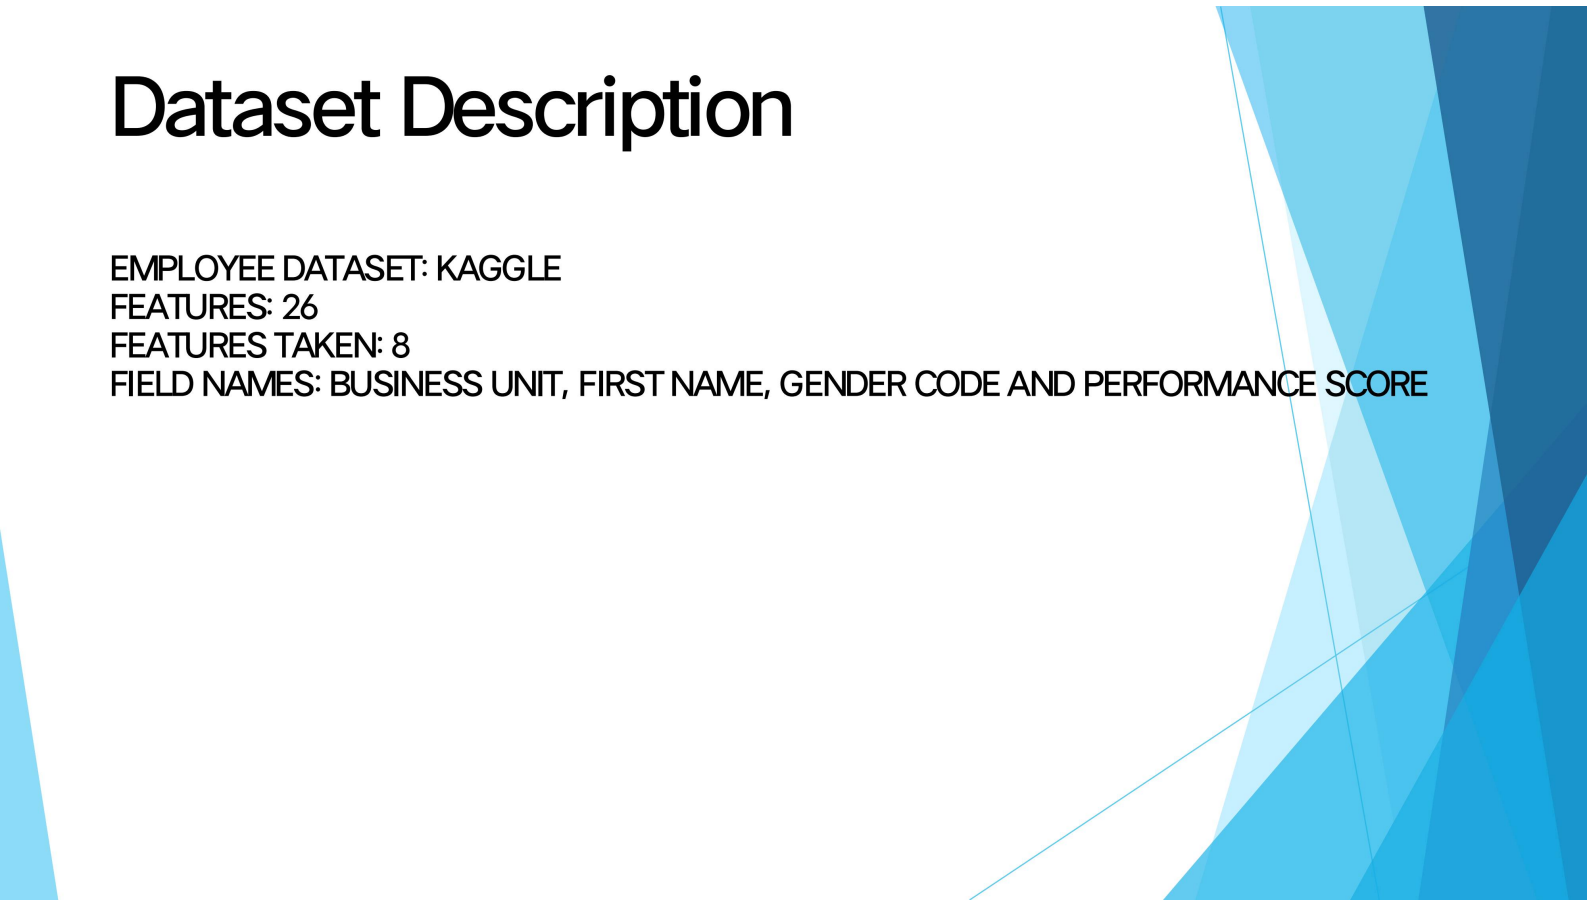 Dataset Description
EMPLOYEE DATASET: KAGGLE
FEATURES: 26
FEATURES TAKEN: 8
FIELD NAMES: BUSINESS UNIT, FIRST NAME, GENDER CODE AND PERFORMANCE SCORE